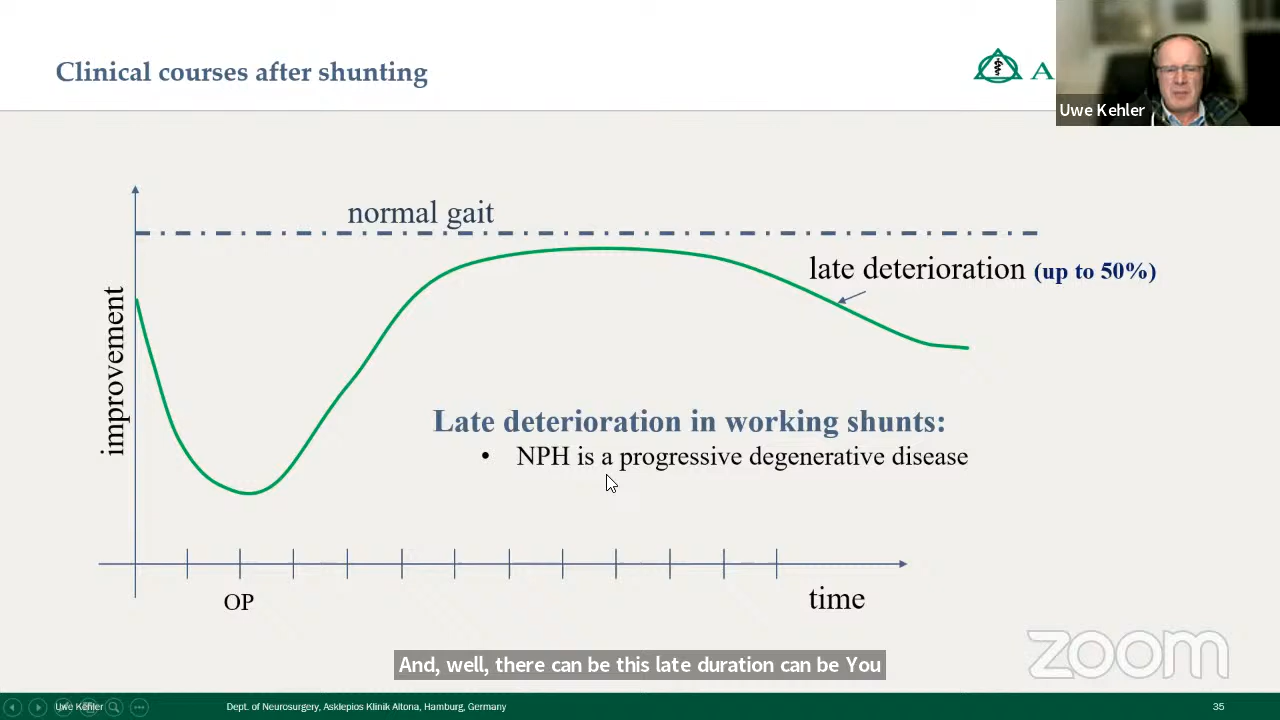 Clinical courses after shunting
A
Uwe Kehler
normal gait
late deterioration (up to 50%)
improvement
Late deterioration in working shunts:
• NPH is a progressive degenerative disease
OP
time
And, well, there can be this late duration can be You
zoom
Uwe Kehler
Dept. of Neurosurgery, Asklepios Klinik Altona, Hamburg, Germany
35